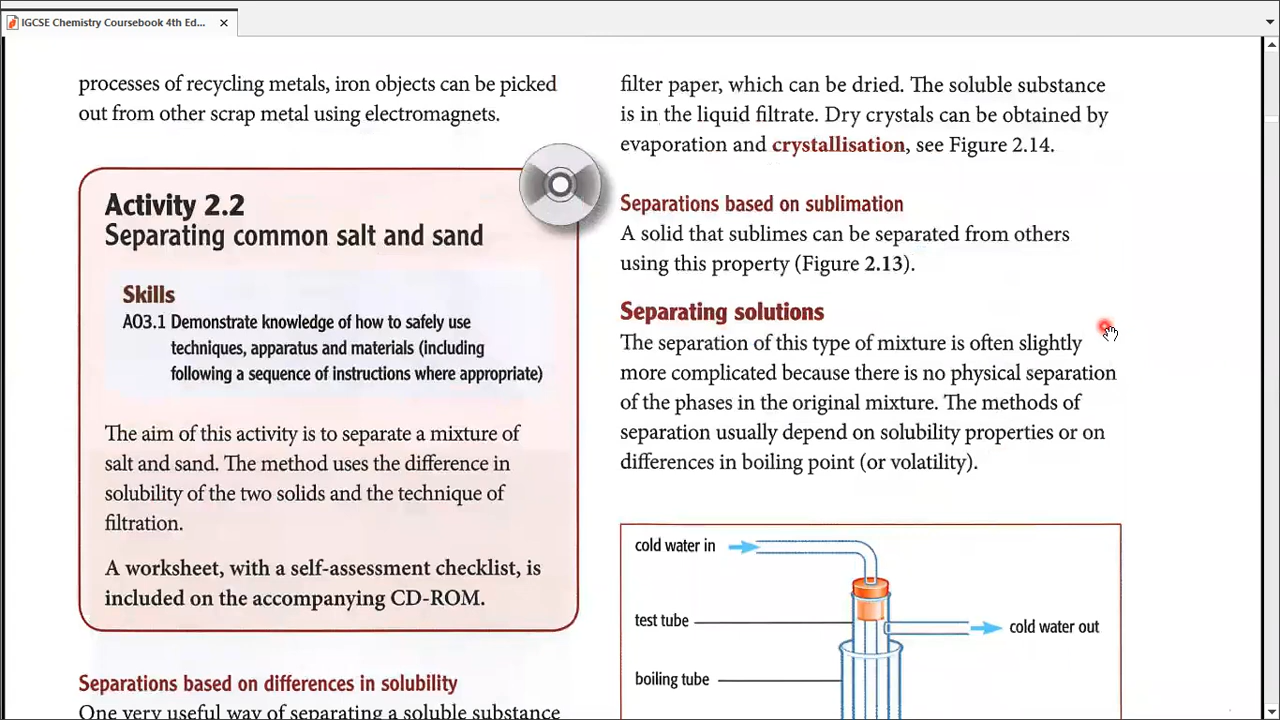 IGCSE Chemistry Coursebook 4th Ed...
processes of recycling metals, iron objects can be picked
out from other scrap metal using electromagnets.
Activity 2.2
Separating common salt and sand
Skills
AO3.1 Demonstrate knowledge of how to safely use
techniques, apparatus and materials (including
following a sequence of instructions where appropriate)
The aim of this activity is to separate a mixture of
salt and sand. The method uses the difference in
solubility of the two solids and the technique of
filtration.
A worksheet, with a self-assessment checklist, is
included on the accompanying CD-ROM.
Separations based on differences in solubility
One very useful way of separating a soluble substance
filter paper, which can be dried. The soluble substance
is in the liquid filtrate. Dry crystals can be obtained by
evaporation and crystallisation, see Figure 2.14.
Separations based on sublimation
A solid that sublimes can be separated from others
using this property (Figure 2.13).
Separating solutions
The separation of this type of mixture is often slightly
more complicated because there is no physical separation
of the phases in the original mixture. The methods of
separation usually depend on solubility properties or on
differences in boiling point (or volatility).
cold water in
test tube
cold water out
boiling tube